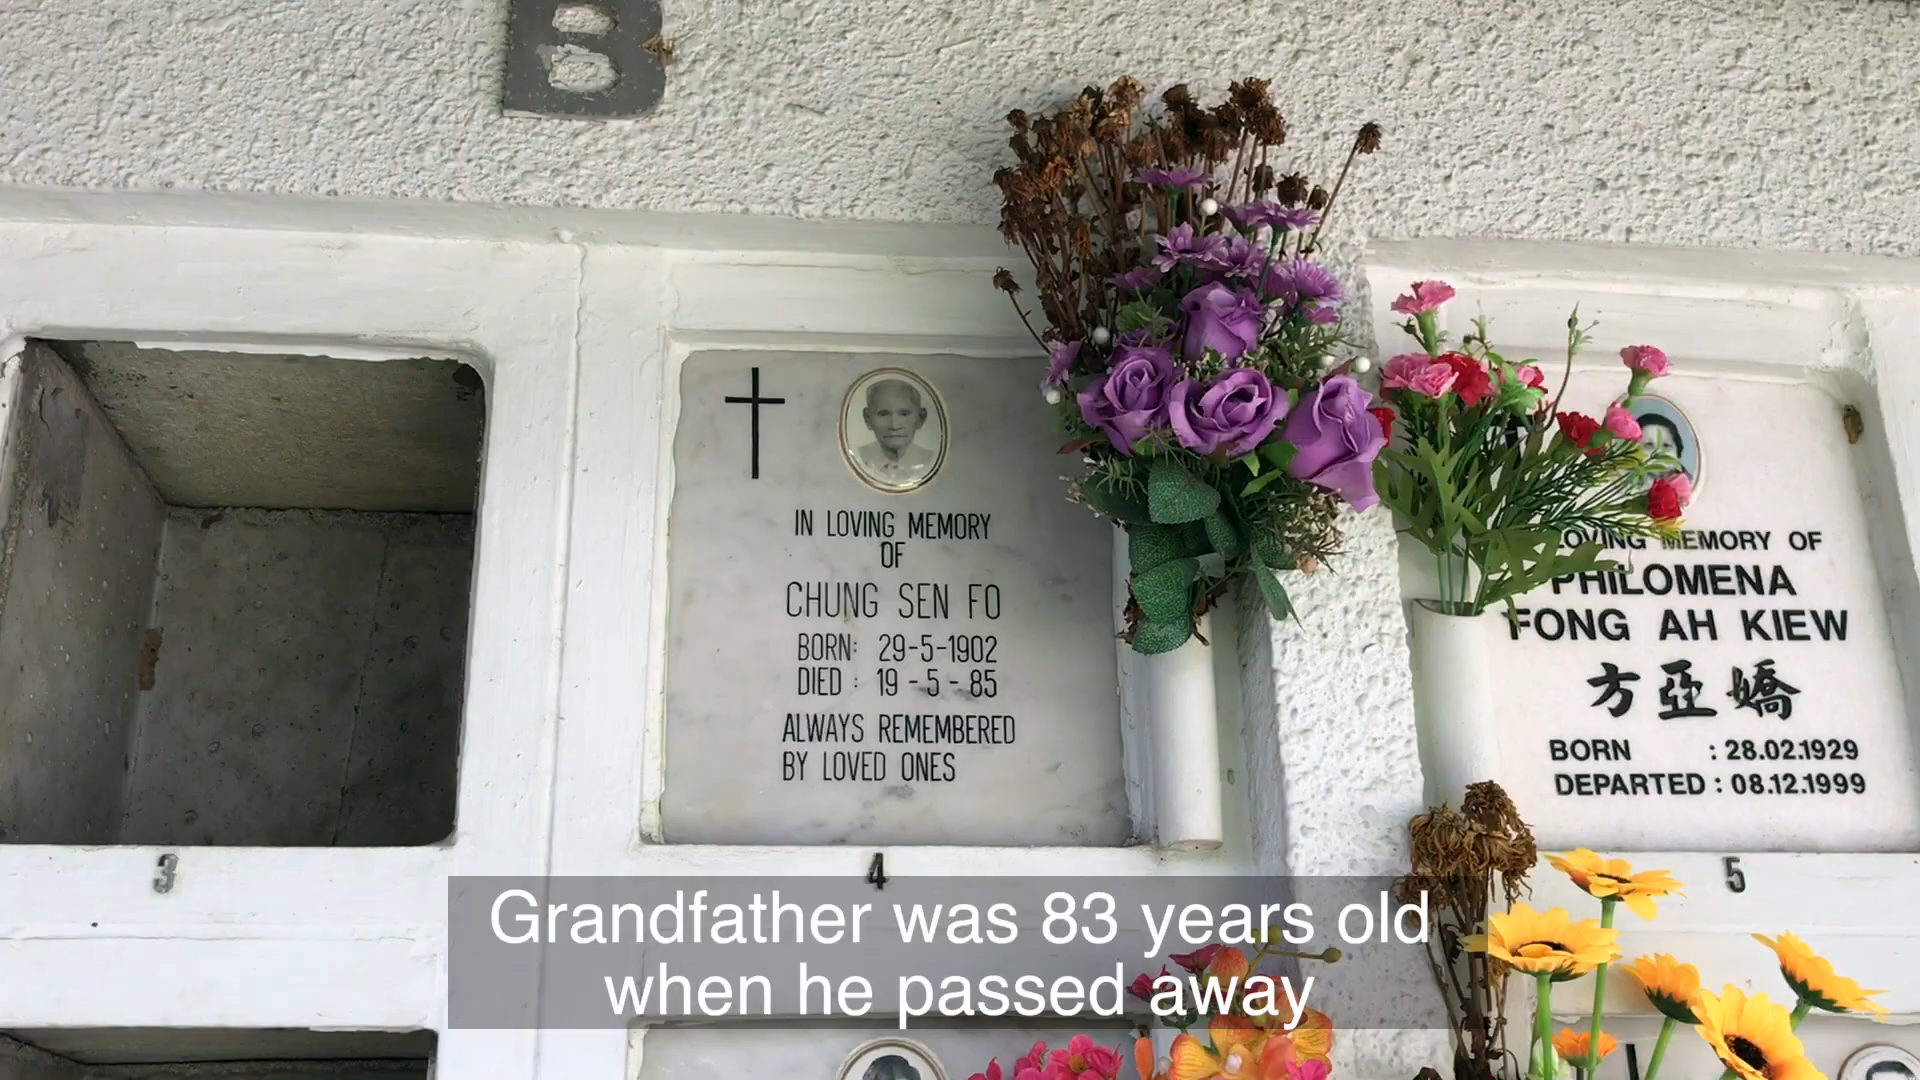 B
IN LOVING MEMORY
OF
CHUNG SEN FO
BORN: 29-5-1902
DIED : 19 - 5 - 85
ALWAYS REMEMBERED
BY LOVED ONES
LOVING MEMORY OF
PHILOMENA
FONG AH KIEW
方亞嬌
BORN : 28.02.1929
DEPARTED : 08.12.1999
3
4
5
Grandfather was 83 years old
when he passed away